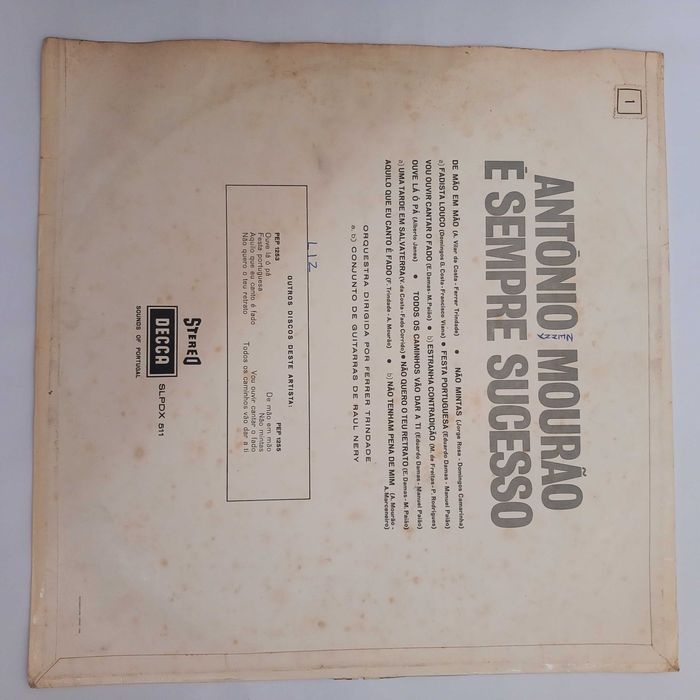 1
ANTÓNIO MOURÃO
É SEMPRE SUCESSO
DE MÃO EM MÃO (A. Vilar da Costa - Ferrer Trindade) • NÃO MINTAS (Jorge Rosa - Domingos Camarinha)
a) FADISTA LOUCO (Domingos G. Costa - Francisco Viana) • FESTA PORTUGUESA (Eduardo Damas - Manuel Paião)
VOU OUVIR CANTAR O FADO (E. Damas - M. Paião) • b) ESTRANHA CONTRADIÇÃO (M. de Freitas - P. Rodrigues)
OUVE LÁ Ó PÁ (Alberto Janes) • TODOS OS CAMINHOS VÃO DAR A TI (Eduardo Damas - Manuel Paião)
a) UMA TARDE EM SALVATERRA (V. da Costa - Fado Corrido) • NÃO QUERO O TEU RETRATO (E. Damas - M. Paião)
AQUILO QUE EU CANTO É FADO (F. Trindade - A. Mourão) • b) NÃO TENHAM PENA DE MIM (A. Mourão - A. Marceneiro)
ORQUESTRA DIRIGIDA POR FERRER TRINDADE
a. b) CONJUNTO DE GUITARRAS DE RAUL NERY
LIZ
OUTROS DISCOS DESTE ARTISTA:
PEP 1253
Ouve lá ó pá
Festa portuguesa
Aquilo que eu canto é fado
Não quero o teu retrato
PEP 1255
De mão em mão
Não mintas
Vou ouvir cantar o fado
Todos os caminhos vão dar a ti
STEREO
DECCA
SLPDX 511
SOUNDS OF PORTUGAL